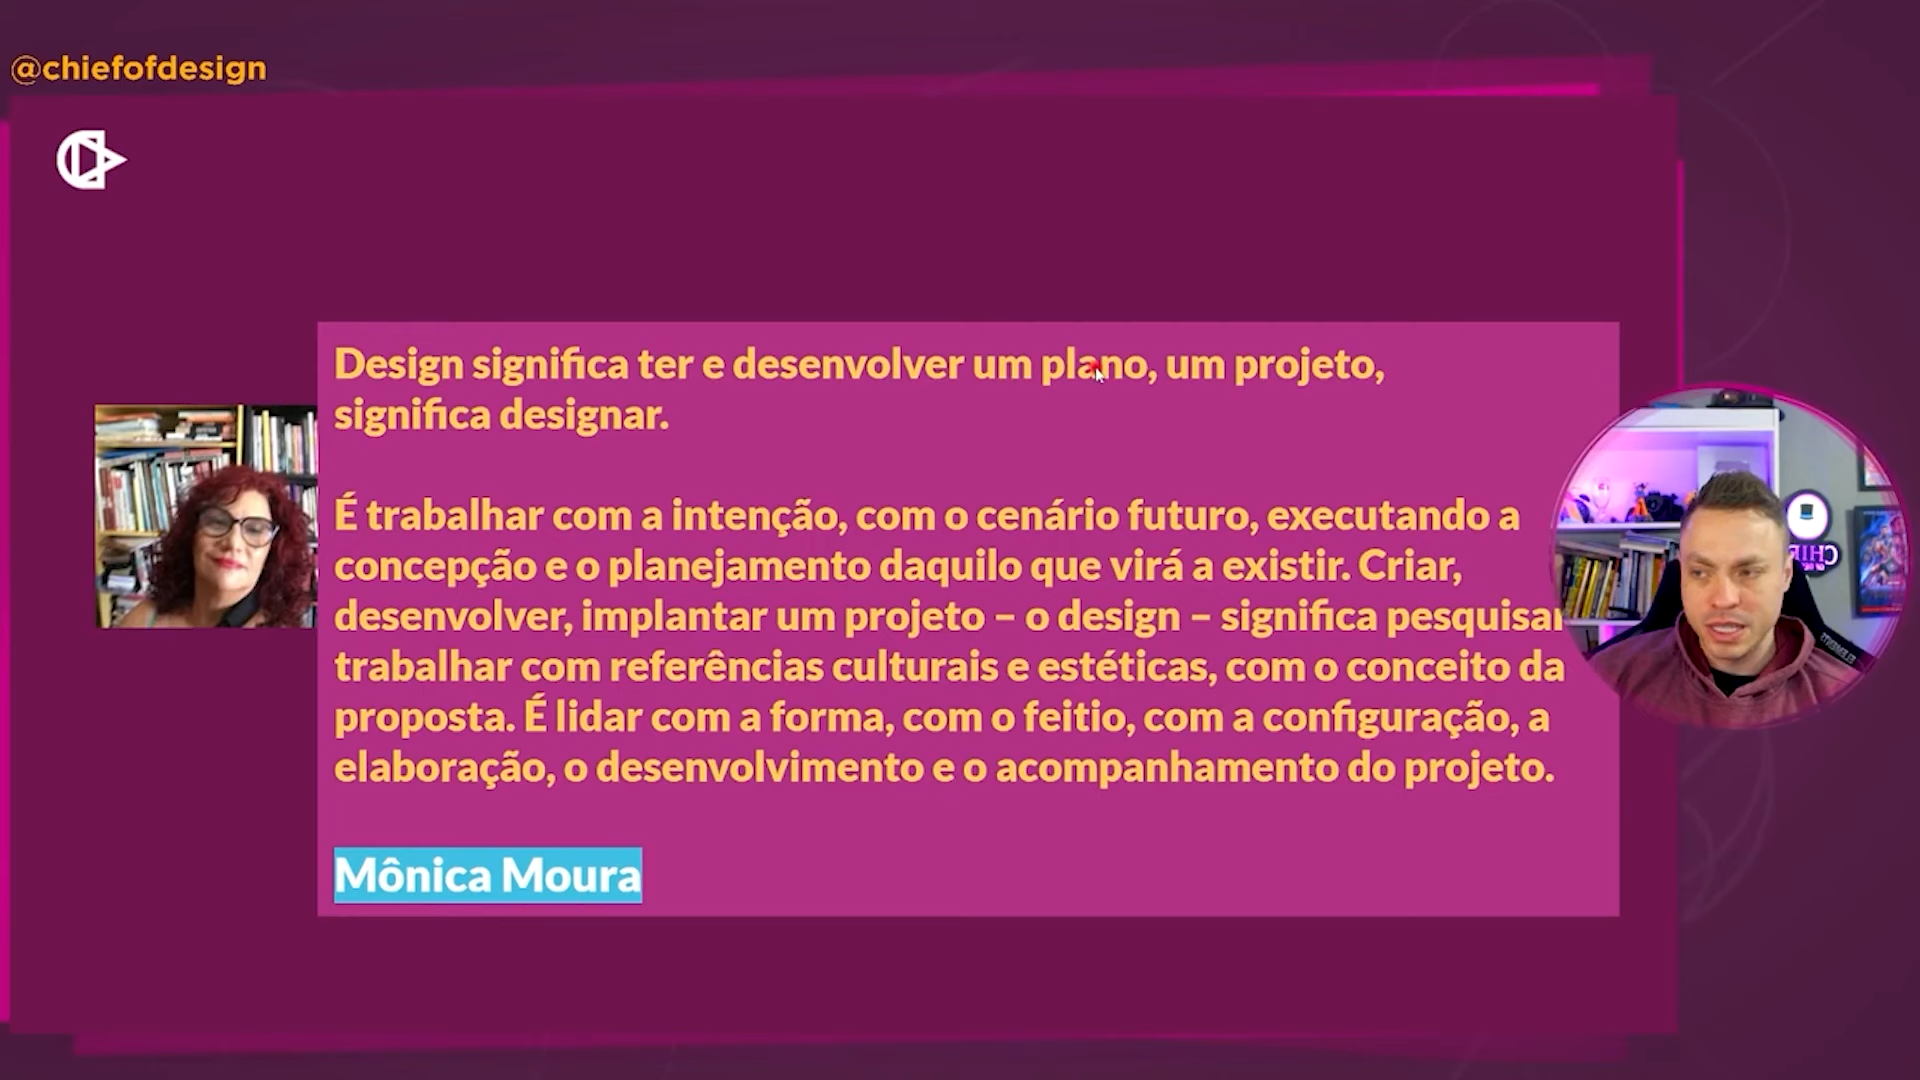 @chiefofdesign
Design significa ter e desenvolver um plano, um projeto,
significa designar.
É trabalhar com a intenção, com o cenário futuro, executando a
concepção e o planejamento daquilo que virá a existir. Criar,
desenvolver, implantar um projeto – o design – significa pesquisar
trabalhar com referências culturais e estéticas, com o conceito da
proposta. É lidar com a forma, com o feitio, com a configuração, a
elaboração, o desenvolvimento e o acompanhamento do projeto.
Mônica Moura